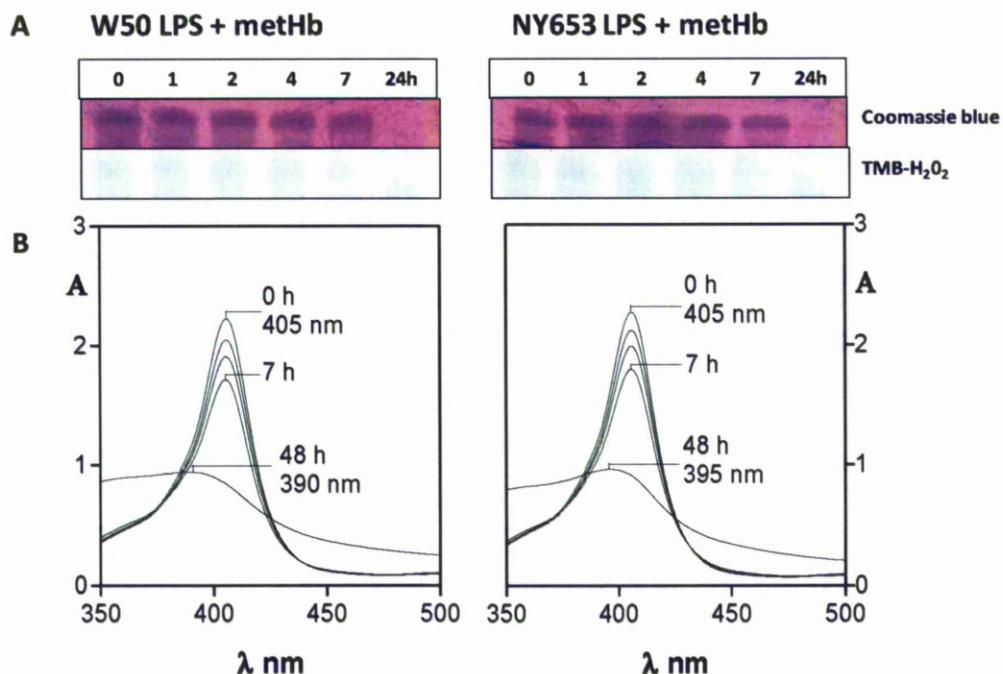 A
W50 LPS + metHb
NY653 LPS + metHb
0 1 2 4 7 24h
0 1 2 4 7 24h
Coomassie blue
TMB-H₂0₂
B
3
A
2
1
0
0 h
405 nm
7 h
48 h
390 nm
350 400 450 500
λ nm
3
A
2
1
0
0 h
405 nm
7 h
48 h
395 nm
350 400 450 500
λ nm